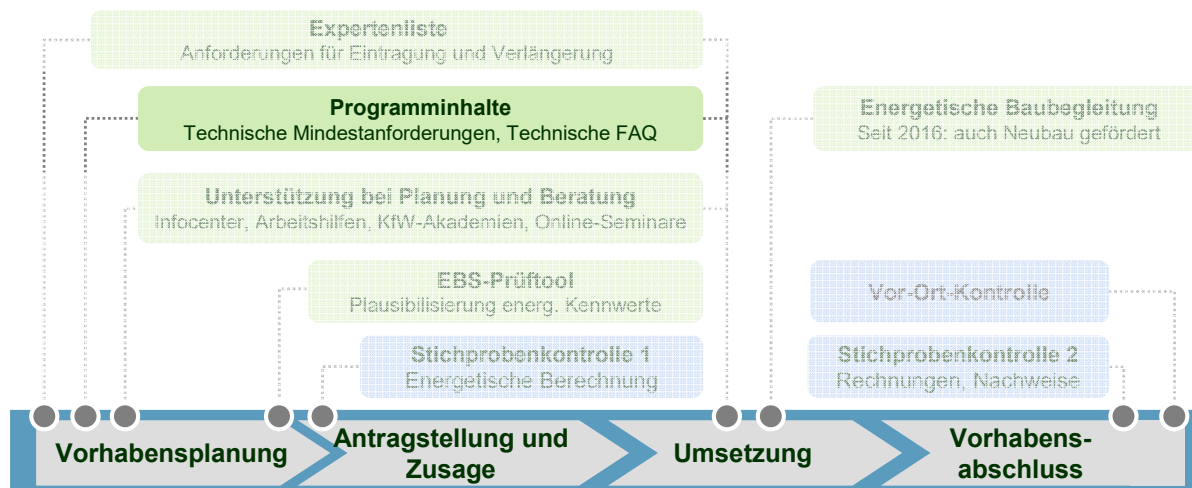 Expertenliste
Anforderungen für Eintragung und Verlängerung
Programminhalte
Technische Mindestanforderungen, Technische FAQ
Energetische Baubegleitung
Seit 2016: auch Neubau gefördert
Unterstützung bei Planung und Beratung
Infocenter, Arbeitshilfen, KfW-Akademien, Online-Seminare
EBS-Prüftool
Plausibilisierung energ. Kennwerte
Vor-Ort-Kontrolle
Stichprobenkontrolle 1
Energetische Berechnung
Stichprobenkontrolle 2
Rechnungen, Nachweise
Vorhabensplanung
Antragstellung und
Zusage
Umsetzung
Vorhabens-
abschluss